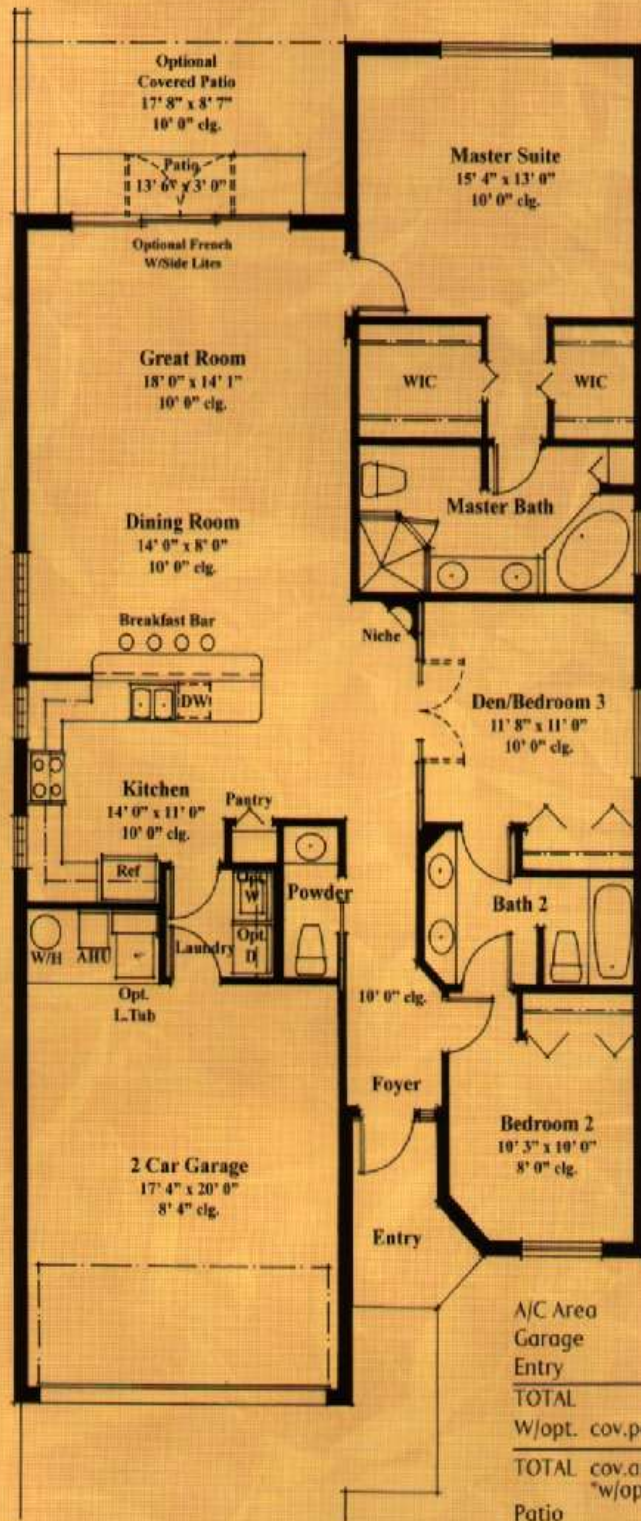 Optional
Covered Patio
17' 8" x 8' 7"
10' 0" clg.
Patio
13' 6" x 3' 0"
Optional French
W/Side Lites
Master Suite
15' 4" x 13' 0"
10' 0" clg.
Great Room
18' 0" x 14' 1"
10' 0" clg.
WIC
WIC
Master Bath
Dining Room
14' 0" x 8' 0"
10' 0" clg.
Breakfast Bar
Niche
DW
Den/Bedroom 3
11' 8" x 11' 0"
10' 0" clg.
Kitchen
14' 0" x 11' 0"
10' 0" clg.
Pantry
Ref
Opt.
W
Powder
Bath 2
W/H
AHU
Laundry
Opt.
D
Opt.
L.Tub
10' 0" clg.
Foyer
Bedroom 2
10' 3" x 10' 0"
8' 0" clg.
2 Car Garage
17' 4" x 20' 0"
8' 4" clg.
Entry
A/C Area
Garage
Entry
TOTAL
W/opt. cov.p
TOTAL cov.a
"w/op
Patio